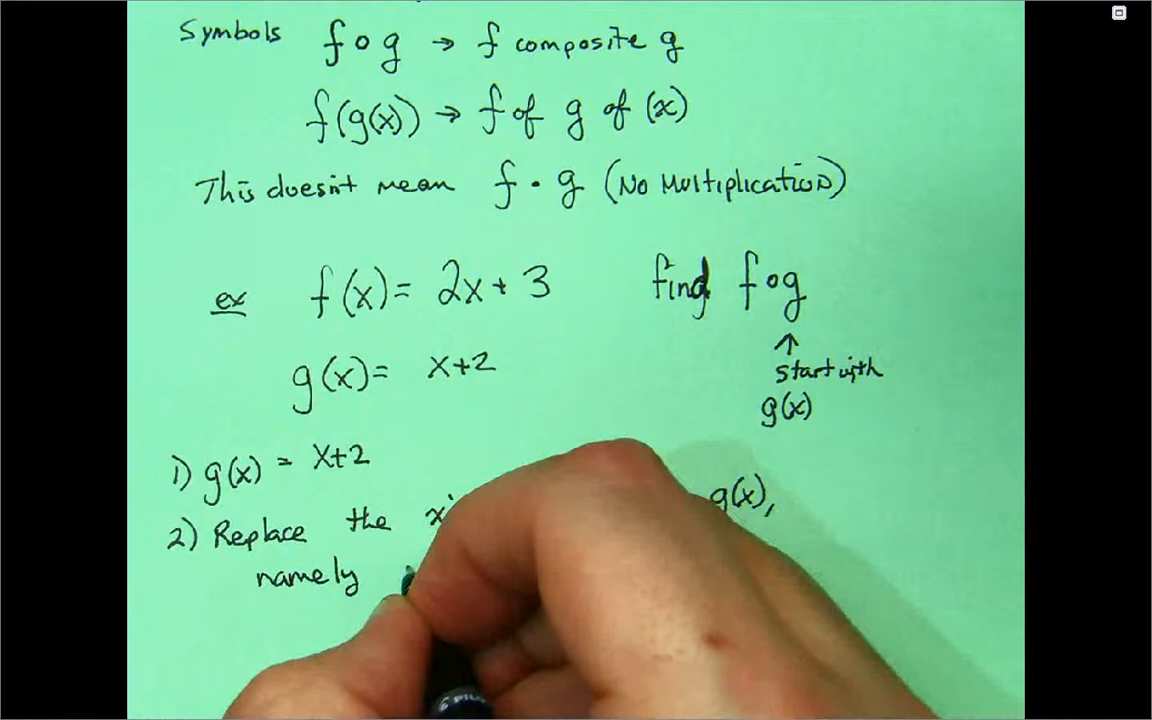 Symbols f∘g → f composite g
f(g(x)) → f of g of (x)
This doesn't mean f · g (No Multiplication)
ex f(x) = 2x + 3 find f∘g
↑
g(x) = x+2 start with
g(x)
1) g(x) = x+2
2) Replace the g(x),
namely